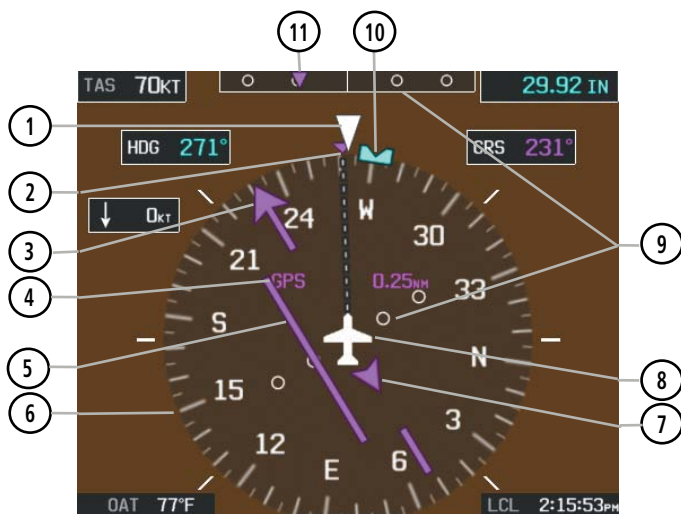 11
10
TAS 70KT
29.92 IN
1
HDG 271°
CRS 231°
2
↓ 0KT
24
W
3
30
21
9
GPS
0.25NM
4
33
S
5
N
8
6
15
3
7
12
6
E
OAT 77°F
LCL 2:15:53PM